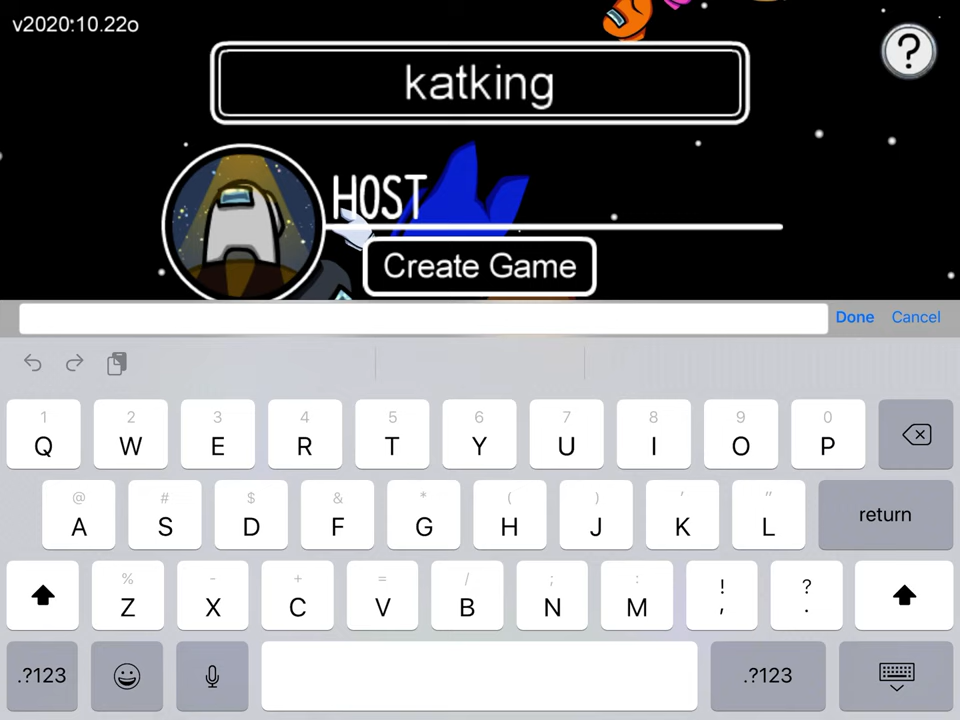 v2020.10.22o
?
katking
HOST
Create Game
Done Cancel
1 2 3 4 5 6 7 8 9 0
Q W E R T Y U I O P
@ # $ & * ( ) ' "
A S D F G H J K L return
% - + = / ; : ! ?
Z X C V B N M , .
.?123 .?123